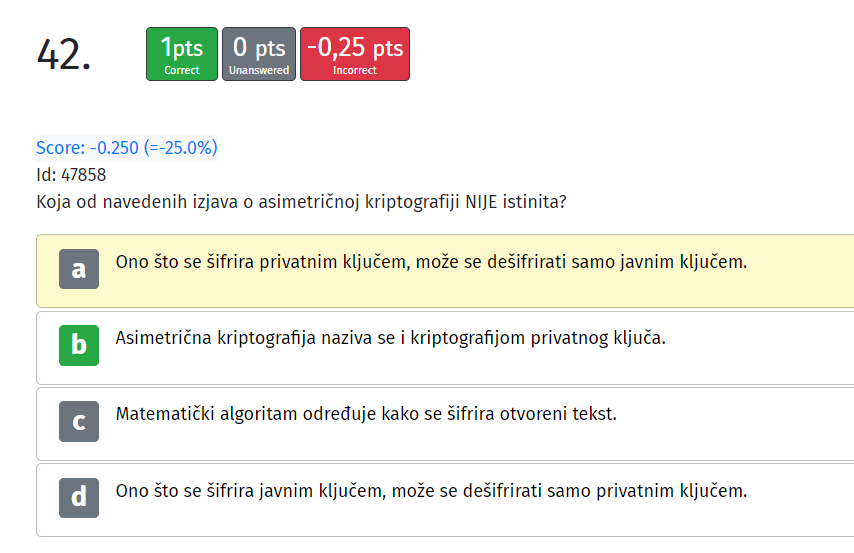 42.
1pts
Correct
0 pts
Unanswered
-0,25 pts
Incorrect
Score: -0.250 (=-25.0%)
Id: 47858
Koja od navedenih izjava o asimetričnoj kriptografiji NIJE istinita?
a Ono što se šifrira privatnim ključem, može se dešifrirati samo javnim ključem.
b Asimetrična kriptografija naziva se i kriptografijom privatnog ključa.
c Matematički algoritam određuje kako se šifrira otvoreni tekst.
d Ono što se šifrira javnim ključem, može se dešifrirati samo privatnim ključem.